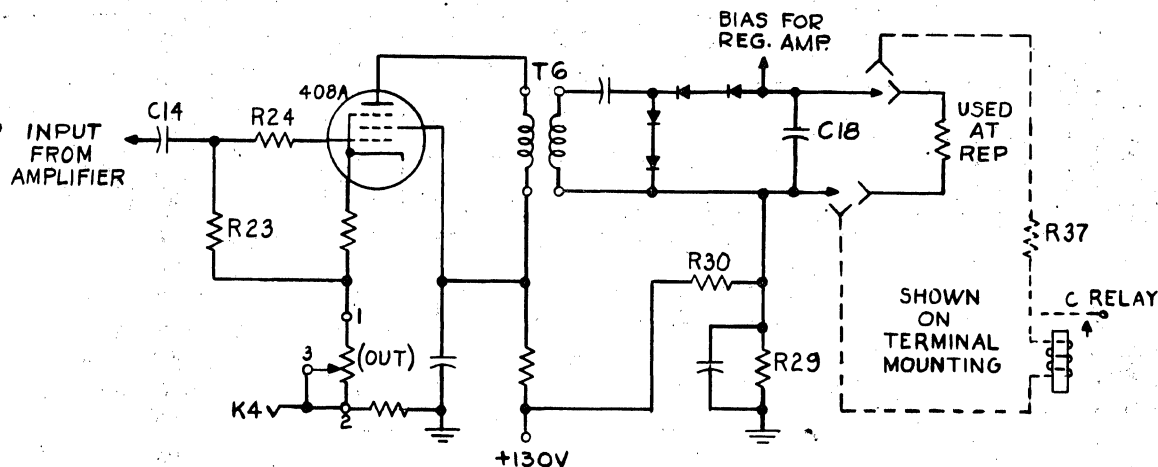 BIAS FOR
REG. AMP.
T6
408A
C14
R24
INPUT
FROM
AMPLIFIER
C18
USED
AT
REP
R23
R37
R30
1
SHOWN
ON
TERMINAL
MOUNTING
C RELAY
3
(OUT)
R29
K4
2
+130V